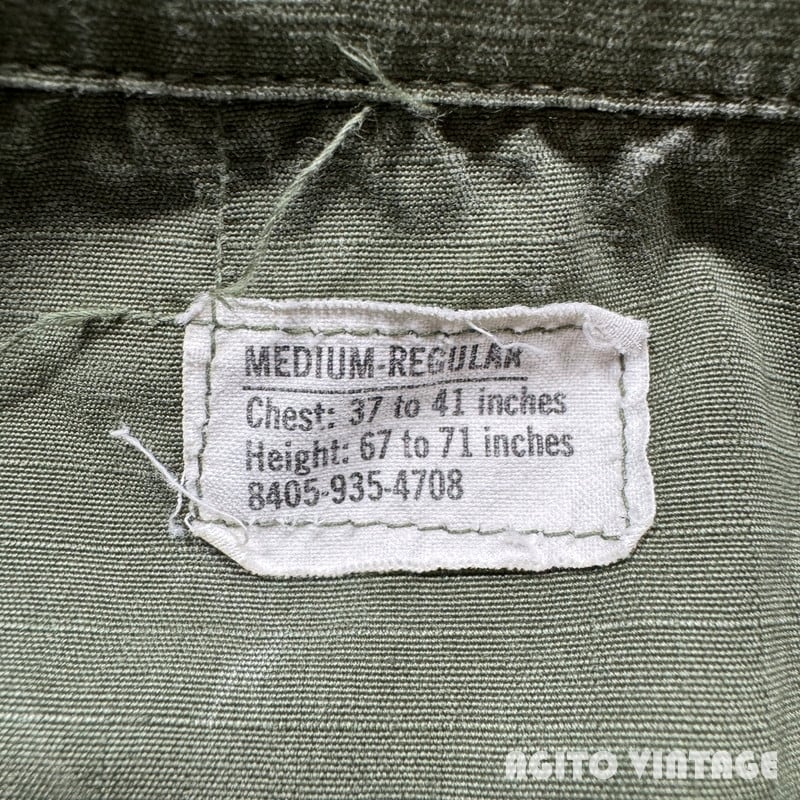 MEDIUM-REGULAR
Chest: 37 to 41 inches
Height: 67 to 71 inches
8405-935-4708
AGITO VINTAGE